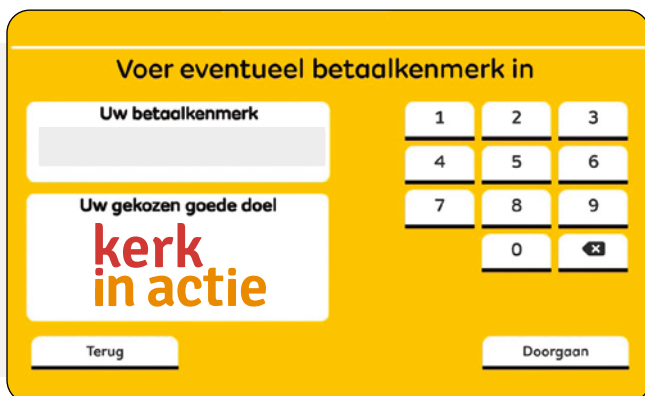 Voer eventueel betaalkenmerk in
Uw betaalkenmerk
1 2 3
4 5 6
Uw gekozen goede doel
kerk
in actie
7 8 9
0
Terug
Doorgaan